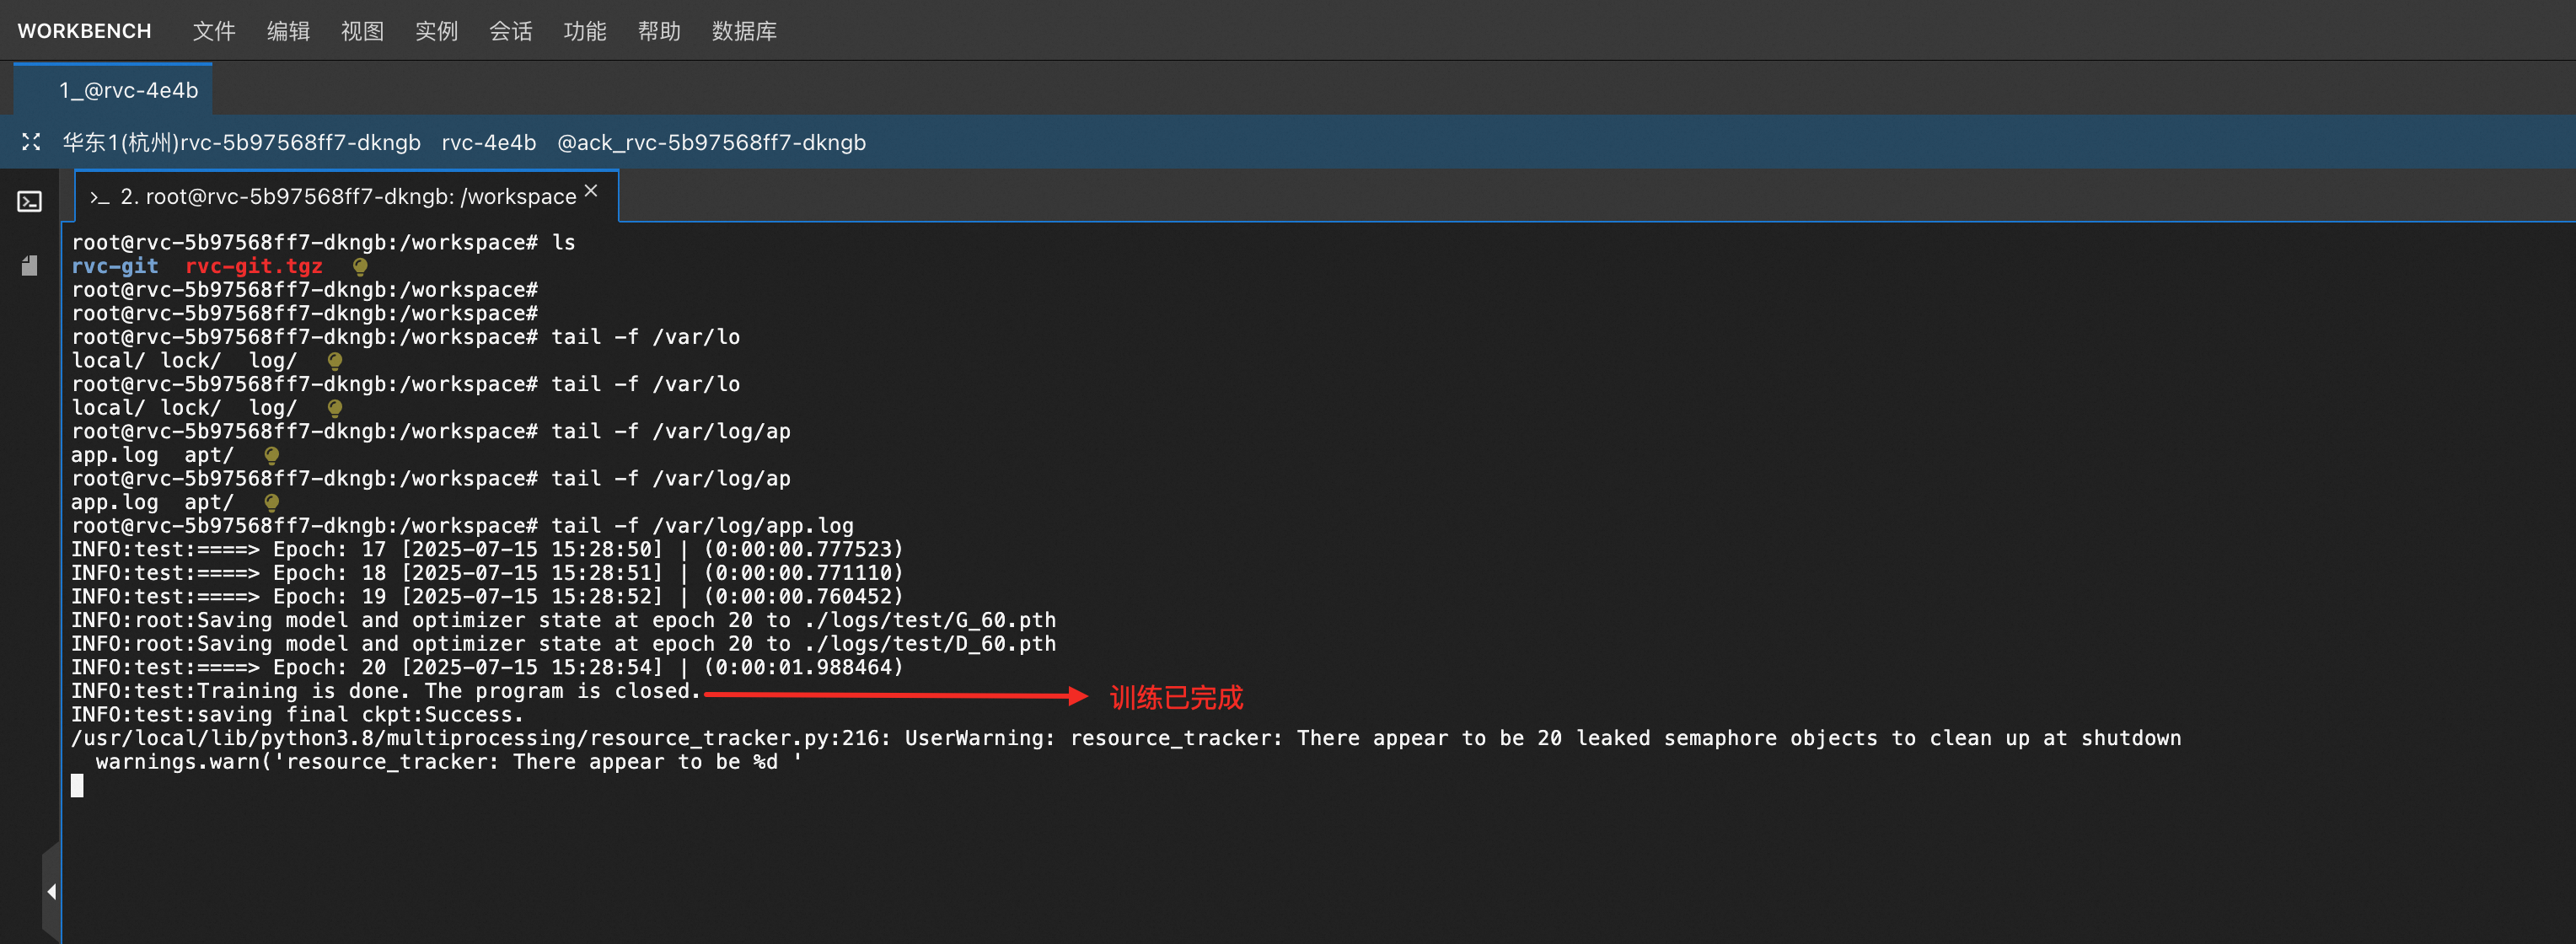 WORKBENCH 文件 编辑 视图 实例 会话 功能 帮助 数据库
1_@rvc-4e4b
华东1(杭州)rvc-5b97568ff7-dkngb rvc-4e4b @ack_rvc-5b97568ff7-dkngb
>_ 2. root@rvc-5b97568ff7-dkngb: /workspace ×
root@rvc-5b97568ff7-dkngb:/workspace# ls
rvc-git rvc-git.tgz
root@rvc-5b97568ff7-dkngb:/workspace#
root@rvc-5b97568ff7-dkngb:/workspace#
root@rvc-5b97568ff7-dkngb:/workspace# tail -f /var/lo
local/ lock/ log/
root@rvc-5b97568ff7-dkngb:/workspace# tail -f /var/lo
local/ lock/ log/
root@rvc-5b97568ff7-dkngb:/workspace# tail -f /var/log/ap
app.log apt/
root@rvc-5b97568ff7-dkngb:/workspace# tail -f /var/log/ap
app.log apt/
root@rvc-5b97568ff7-dkngb:/workspace# tail -f /var/log/app.log
INFO:test:====> Epoch: 17 [2025-07-15 15:28:50] | (0:00:00.777523)
INFO:test:====> Epoch: 18 [2025-07-15 15:28:51] | (0:00:00.771110)
INFO:test:====> Epoch: 19 [2025-07-15 15:28:52] | (0:00:00.760452)
INFO:root:Saving model and optimizer state at epoch 20 to ./logs/test/G_60.pth
INFO:root:Saving model and optimizer state at epoch 20 to ./logs/test/D_60.pth
INFO:test:====> Epoch: 20 [2025-07-15 15:28:54] | (0:00:01.988464)
INFO:test:Training is done. The program is closed. 训练已完成
INFO:test:saving final ckpt:Success.
/usr/local/lib/python3.8/multiprocessing/resource_tracker.py:216: UserWarning: resource_tracker: There appear to be 20 leaked semaphore objects to clean up at shutdown
warnings.warn('resource_tracker: There appear to be %d '